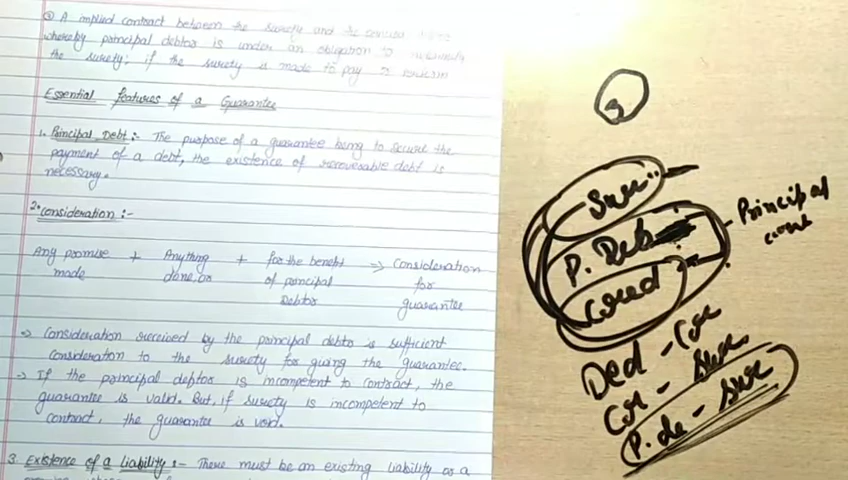 ③ A implied contract between the surety and the
whereby principal debtor is under an obligation to
the surety; if the surety is made to pay or
Essential features of a Guarantee
1. Principal Debt:- The purpose of a guarantee being to secure the
payment of a debt, the existence of recoverable debt is
necessary.
2. Consideration :-
Any promise + Anything + for the benefit => Consideration
made done, or of principal for
Debtor guarantee
=> Consideration received by the principal debtor is sufficient
consideration to the surety for giving the guarantee.
=> If the principal debtor is incompetent to contract, the
guarantee is valid. But, if surety is incompetent to
contract, the guarantee is void.
3. Existence of a liability :- There must be an existing liability or a
3
Sure
P. Deb
Principal
Cred
Ded - Cre
Cre - Sure
P. de - Sure